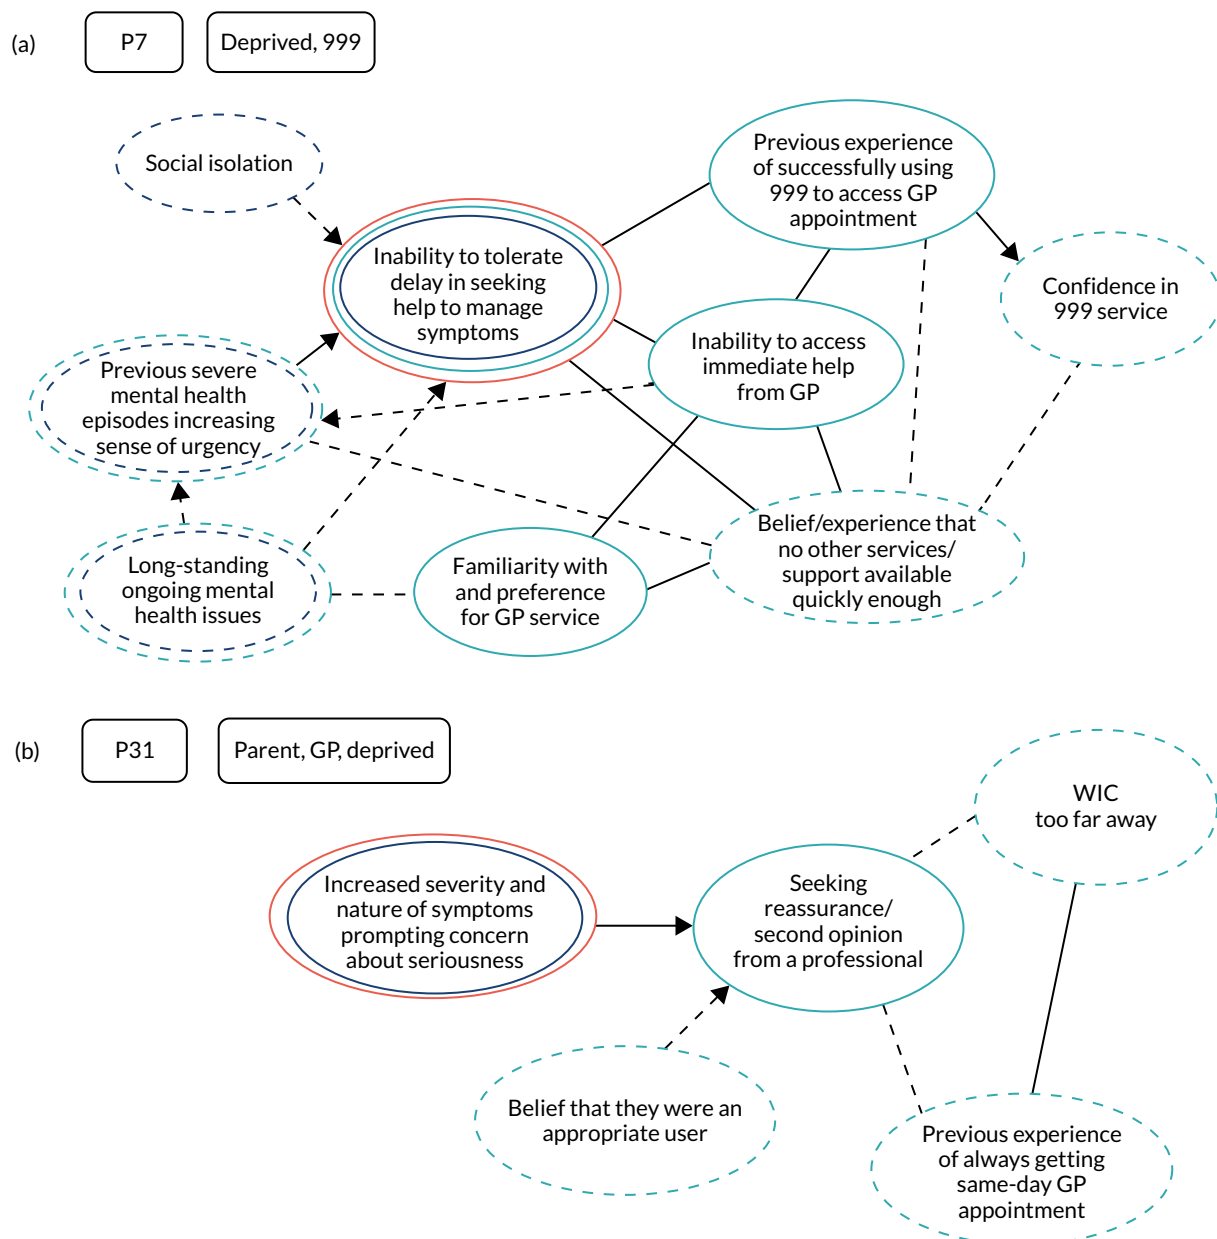 (a)
P7
Deprived, 999
Social isolation
Previous experience
of successfully using
999 to access GP
appointment
Inability to tolerate
delay in seeking
help to manage
symptoms
Confidence in
999 service
Inability to access
immediate help
from GP
Previous severe
mental health
episodes increasing
sense of urgency
Belief/experience that
no other services/
support available
quickly enough
Long-standing
ongoing mental
health issues
Familiarity with
and preference
for GP service
(b)
P31
Parent, GP, deprived
WIC
too far away
Increased severity and
nature of symptoms
prompting concern
about seriousness
Seeking
reassurance/
second opinion
from a professional
Belief that they were an
appropriate user
Previous experience
of always getting
same-day GP
appointment